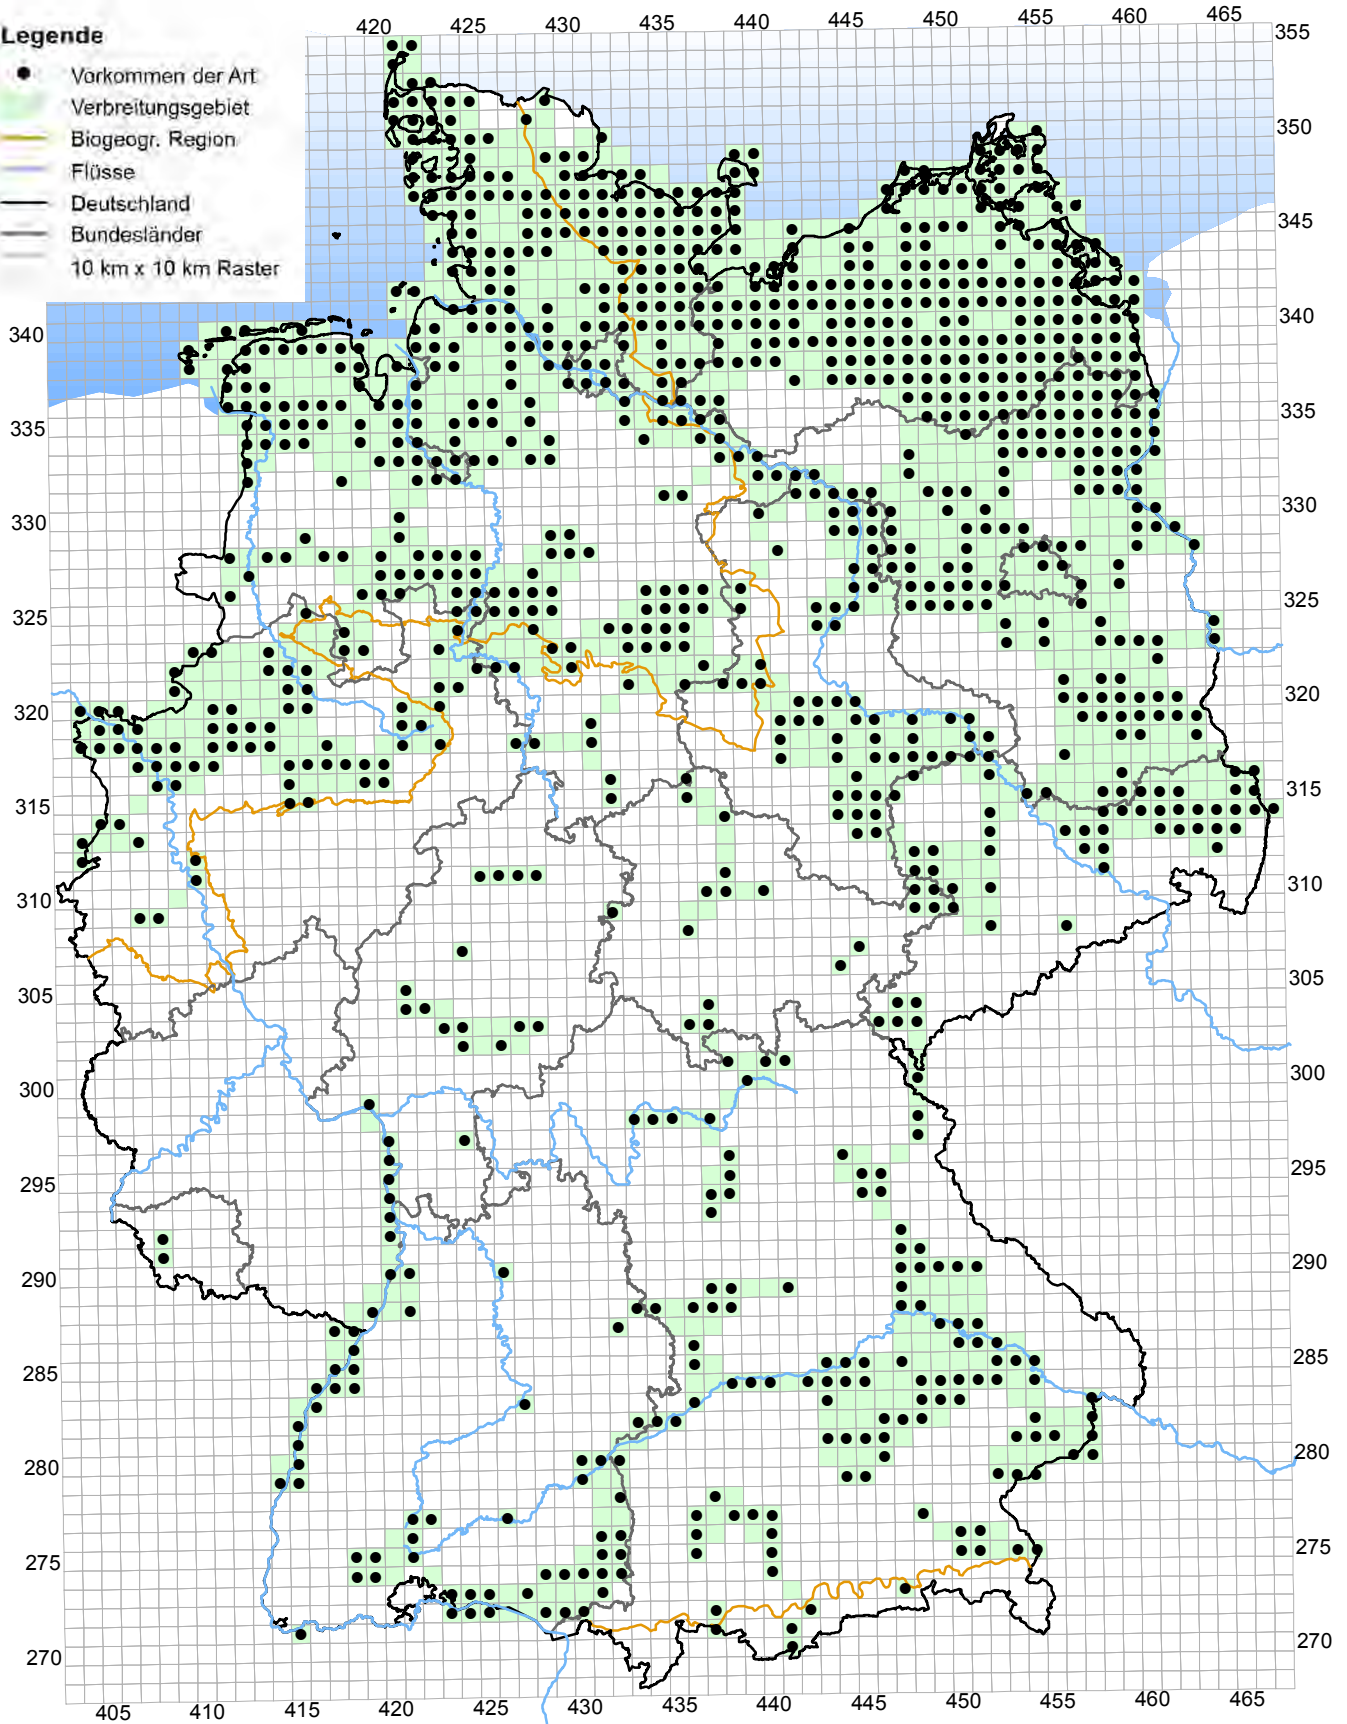 420 425 430 435 440 445 450 455 460 465
355
Legende
Vorkommen der Art
Verbreitungsgebiet
Biogeogr. Region
Flüsse
Deutschland
Bundesländer
10 km x 10 km Raster
350
345
340 340
335 335
330 330
325 325
320 320
315 315
310 310
305 305
300 300
295 295
290 290
285 285
280 280
275 275
270 270
405 410 415 420 425 430 435 440 445 450 455 460 465